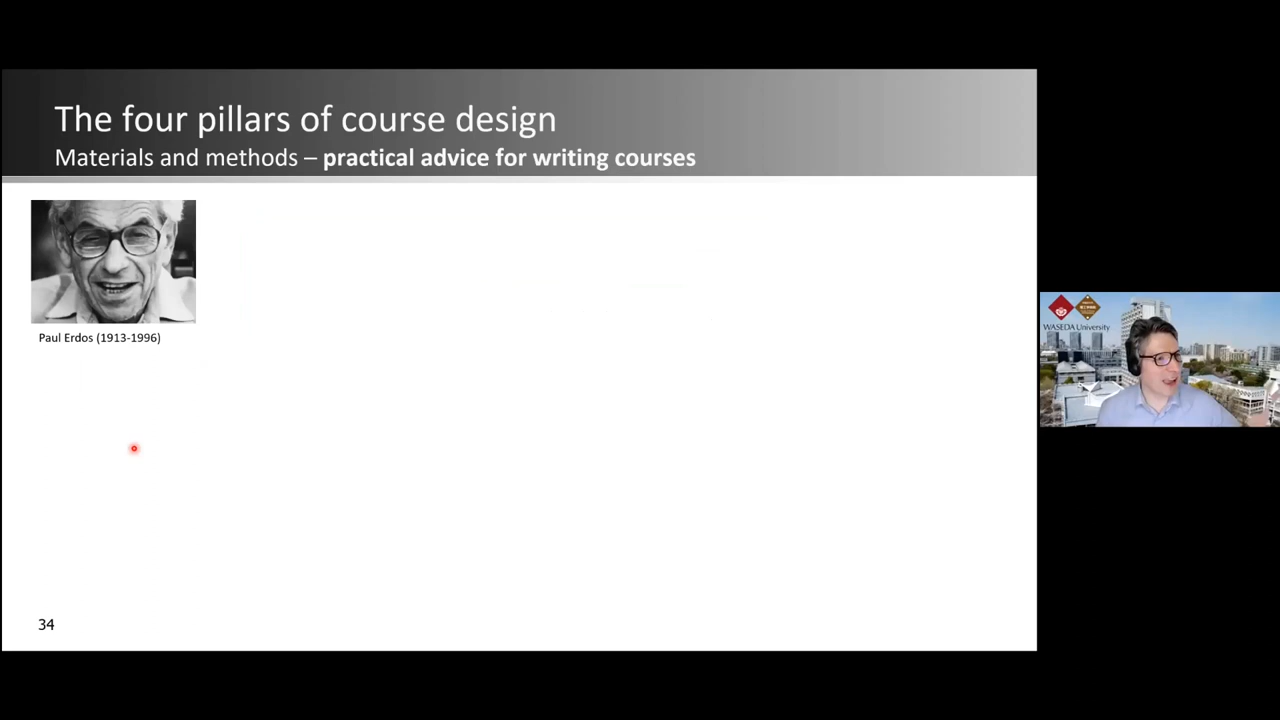 The four pillars of course design
Materials and methods – practical advice for writing courses
Paul Erdos (1913-1996)
WASEDA University
34